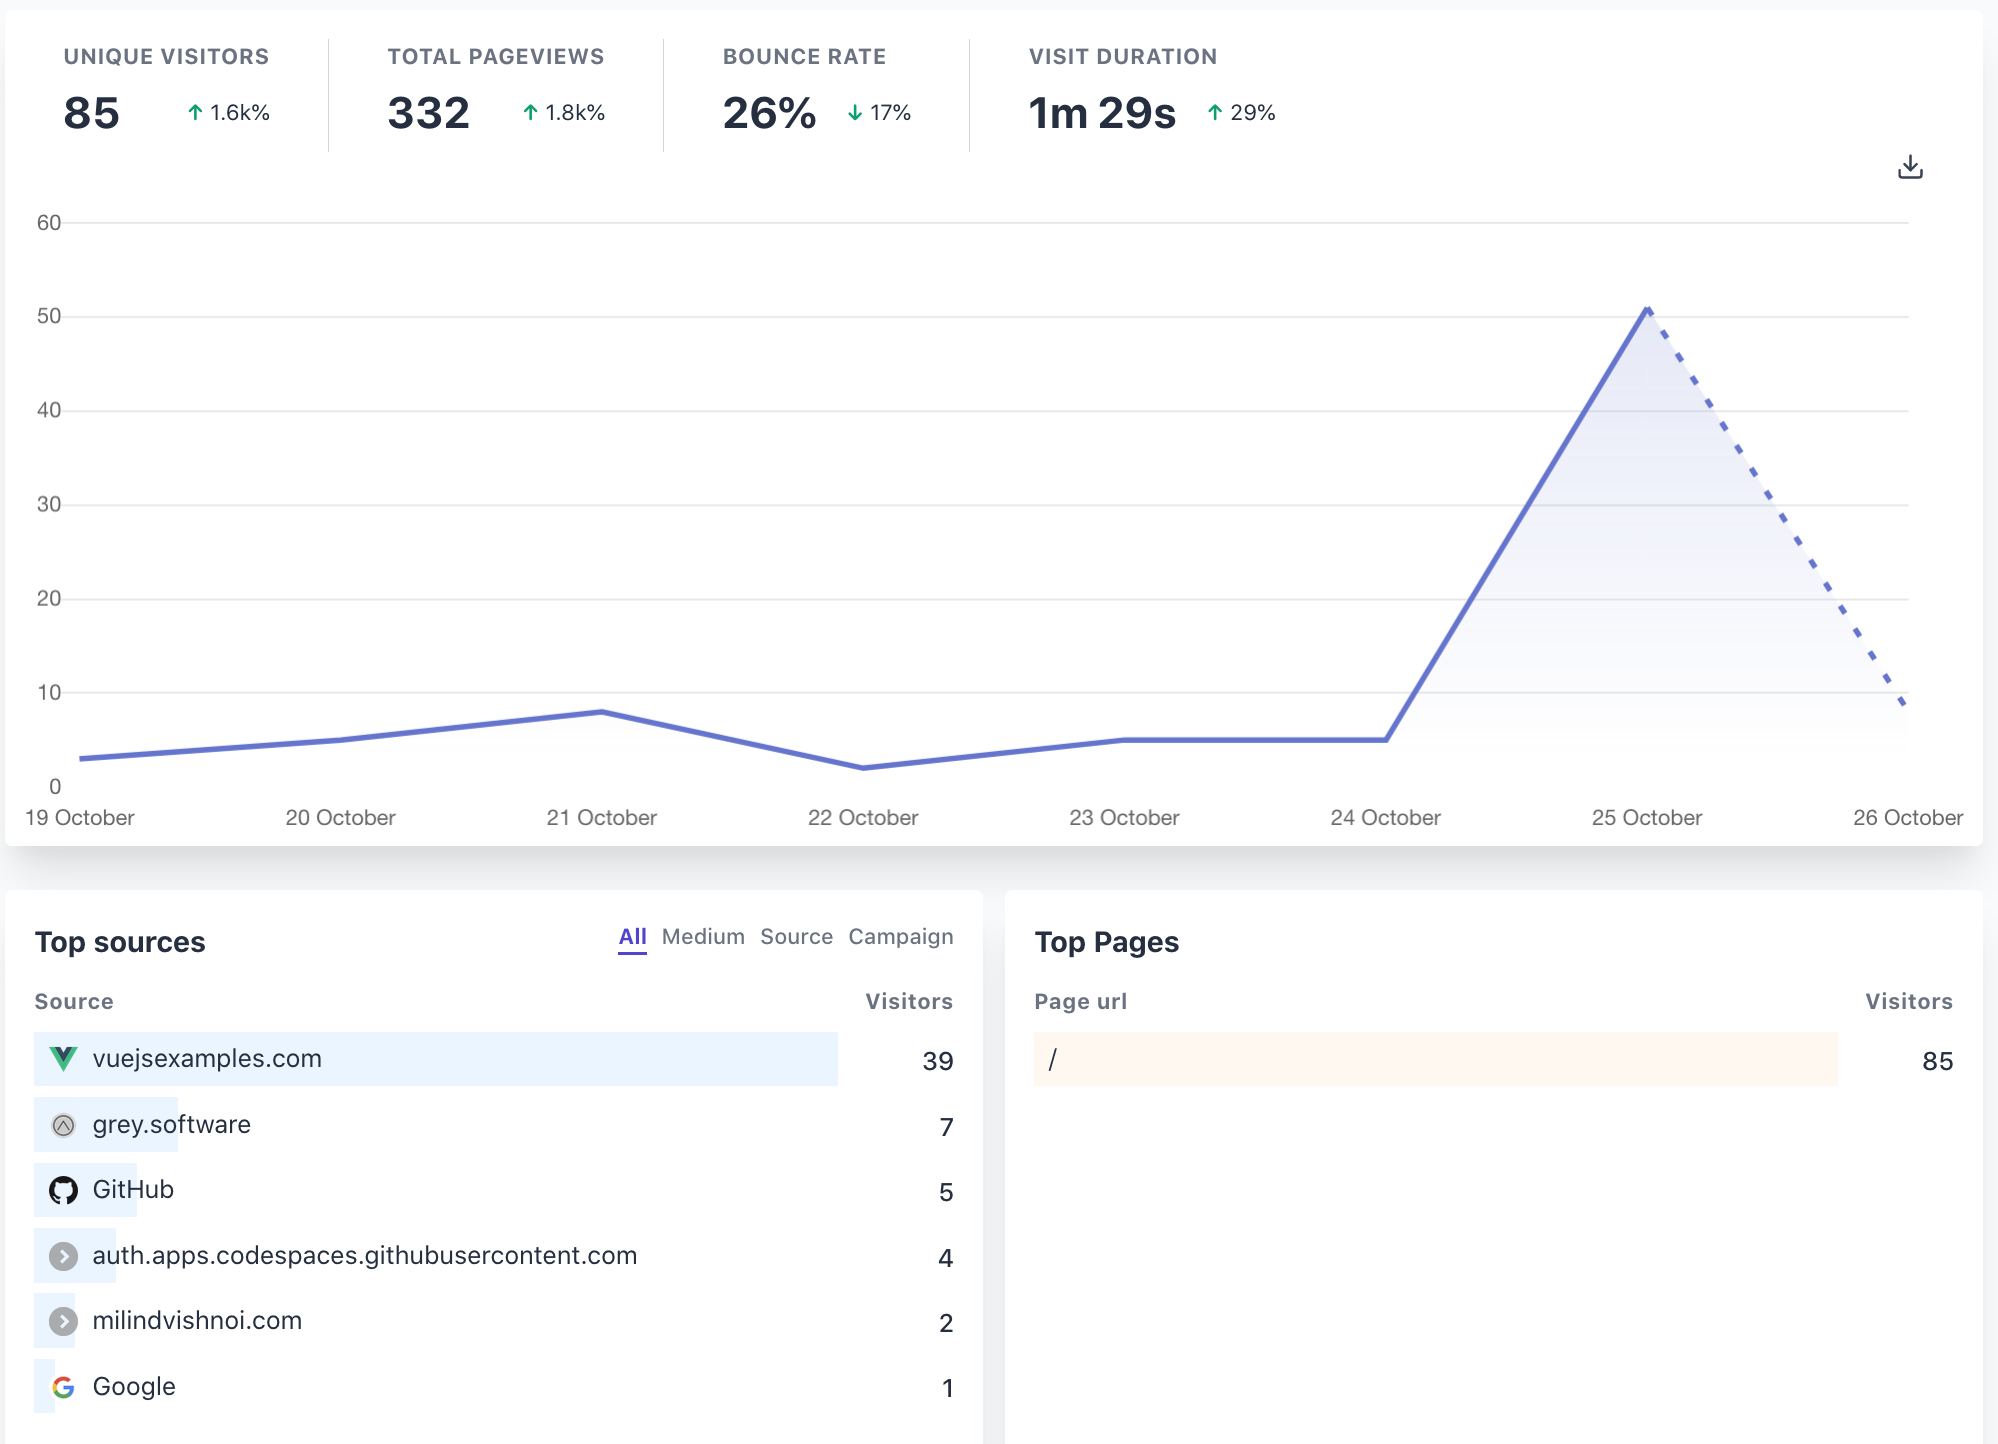 UNIQUE VISITORS
85 ↑ 1.6k%
TOTAL PAGEVIEWS
332 ↑ 1.8k%
BOUNCE RATE
26% ↓ 17%
VISIT DURATION
1m 29s ↑ 29%
60
50
40
30
20
10
0
19 October 20 October 21 October 22 October 23 October 24 October 25 October 26 October
Top sources
All Medium Source Campaign
Source Visitors
vuejsexamples.com 39
grey.software 7
GitHub 5
auth.apps.codespaces.githubusercontent.com 4
milindvishnoi.com 2
Google 1
Top Pages
Page url Visitors
/ 85